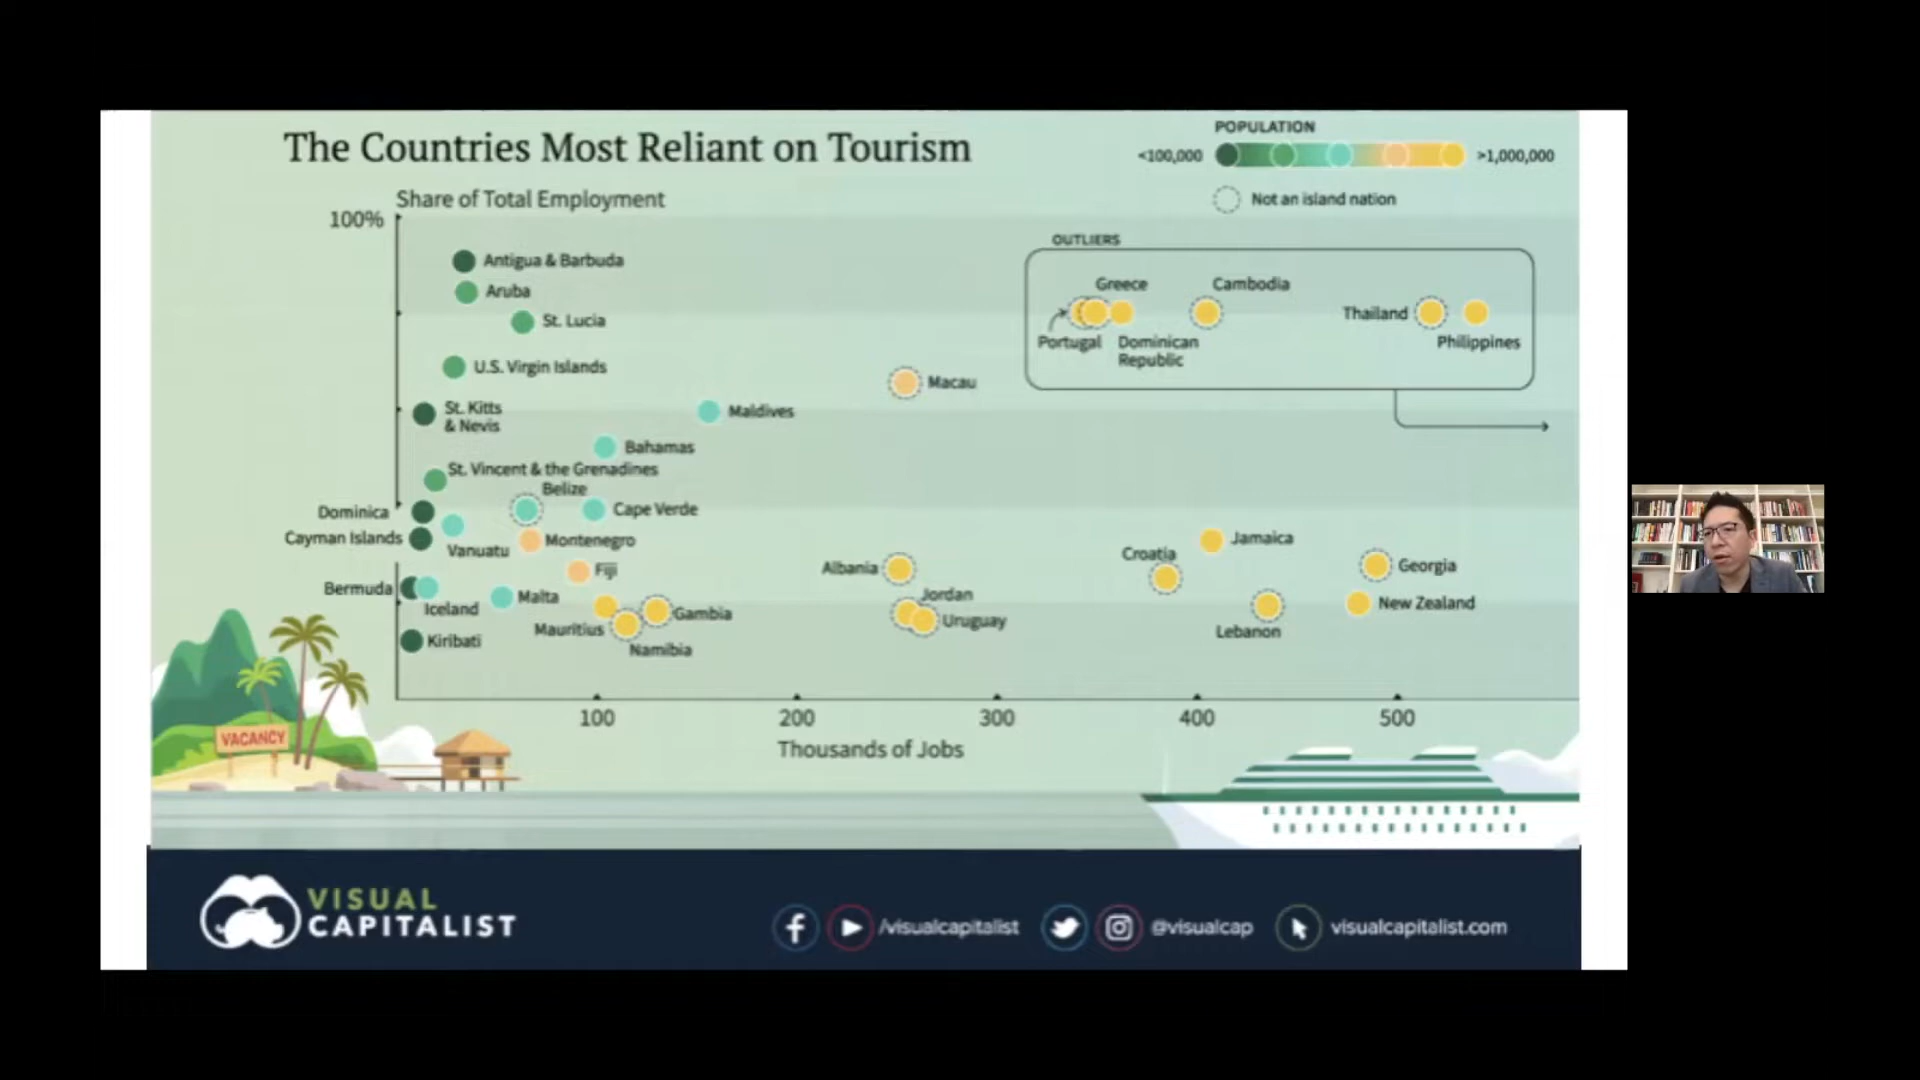 The Countries Most Reliant on Tourism
POPULATION
<100,000
>1,000,000
Not an island nation
Share of Total Employment
100%
OUTLIERS
Greece
Cambodia
Thailand
Portugal
Dominican
Republic
Philippines
Antigua & Barbuda
Aruba
St. Lucia
U.S. Virgin Islands
Macau
St. Kitts
& Nevis
Maldives
Bahamas
St. Vincent & the Grenadines
Belize
Dominica
Cape Verde
Cayman Islands
Vanuatu
Montenegro
Jamaica
Croatia
Fiji
Albania
Georgia
Bermuda
Iceland
Malta
Jordan
New Zealand
Mauritius
Gambia
Uruguay
Lebanon
Kiribati
Namibia
100
200
300
400
500
Thousands of Jobs
VACANCY
VISUAL
CAPITALIST
/visualcapitalist
@visualcap
visualcapitalist.com